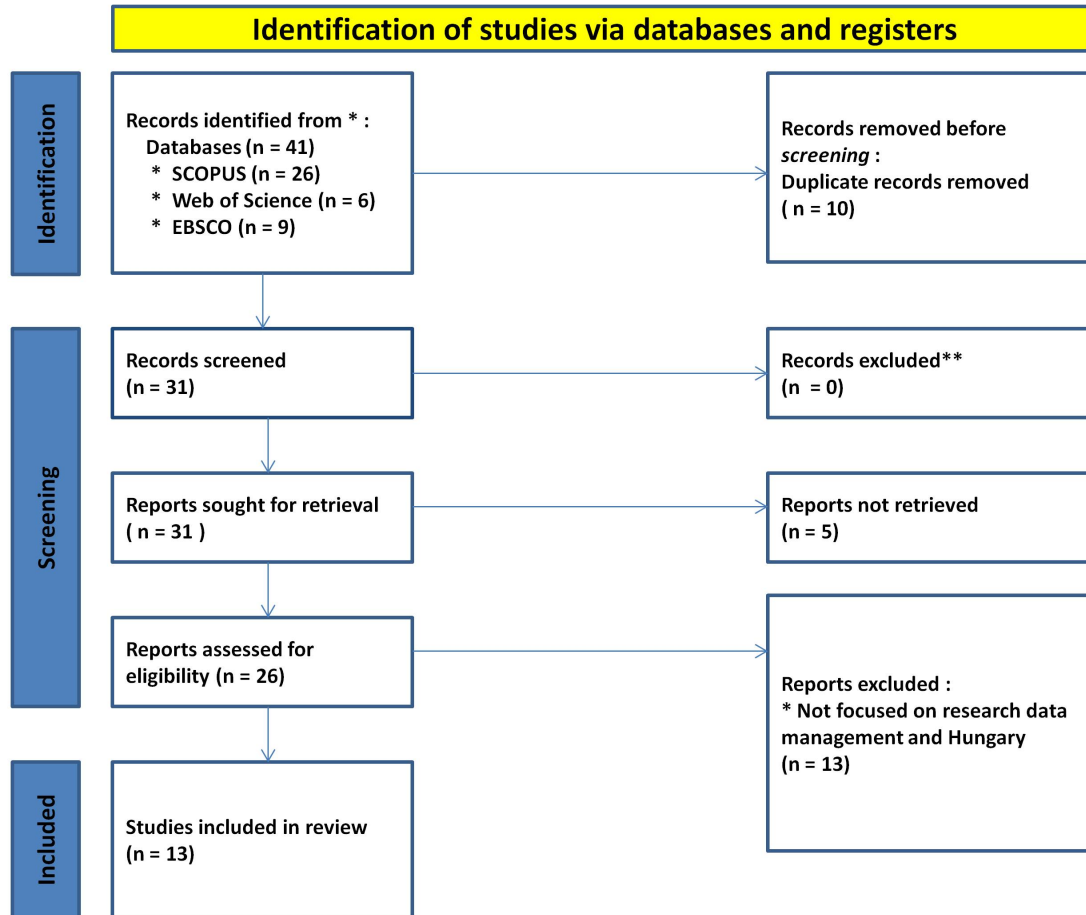 Identification of studies via databases and registers
Identification
Records identified from * :
Databases (n = 41)
* SCOPUS (n = 26)
* Web of Science (n = 6)
* EBSCO (n = 9)
Records removed before
screening :
Duplicate records removed
( n = 10)
Screening
Records screened
(n = 31)
Records excluded**
(n = 0)
Reports sought for retrieval
( n = 31 )
Reports not retrieved
(n = 5)
Reports assessed for
eligibility (n = 26)
Reports excluded :
* Not focused on research data
management and Hungary
(n = 13)
Included
Studies included in review
(n = 13)